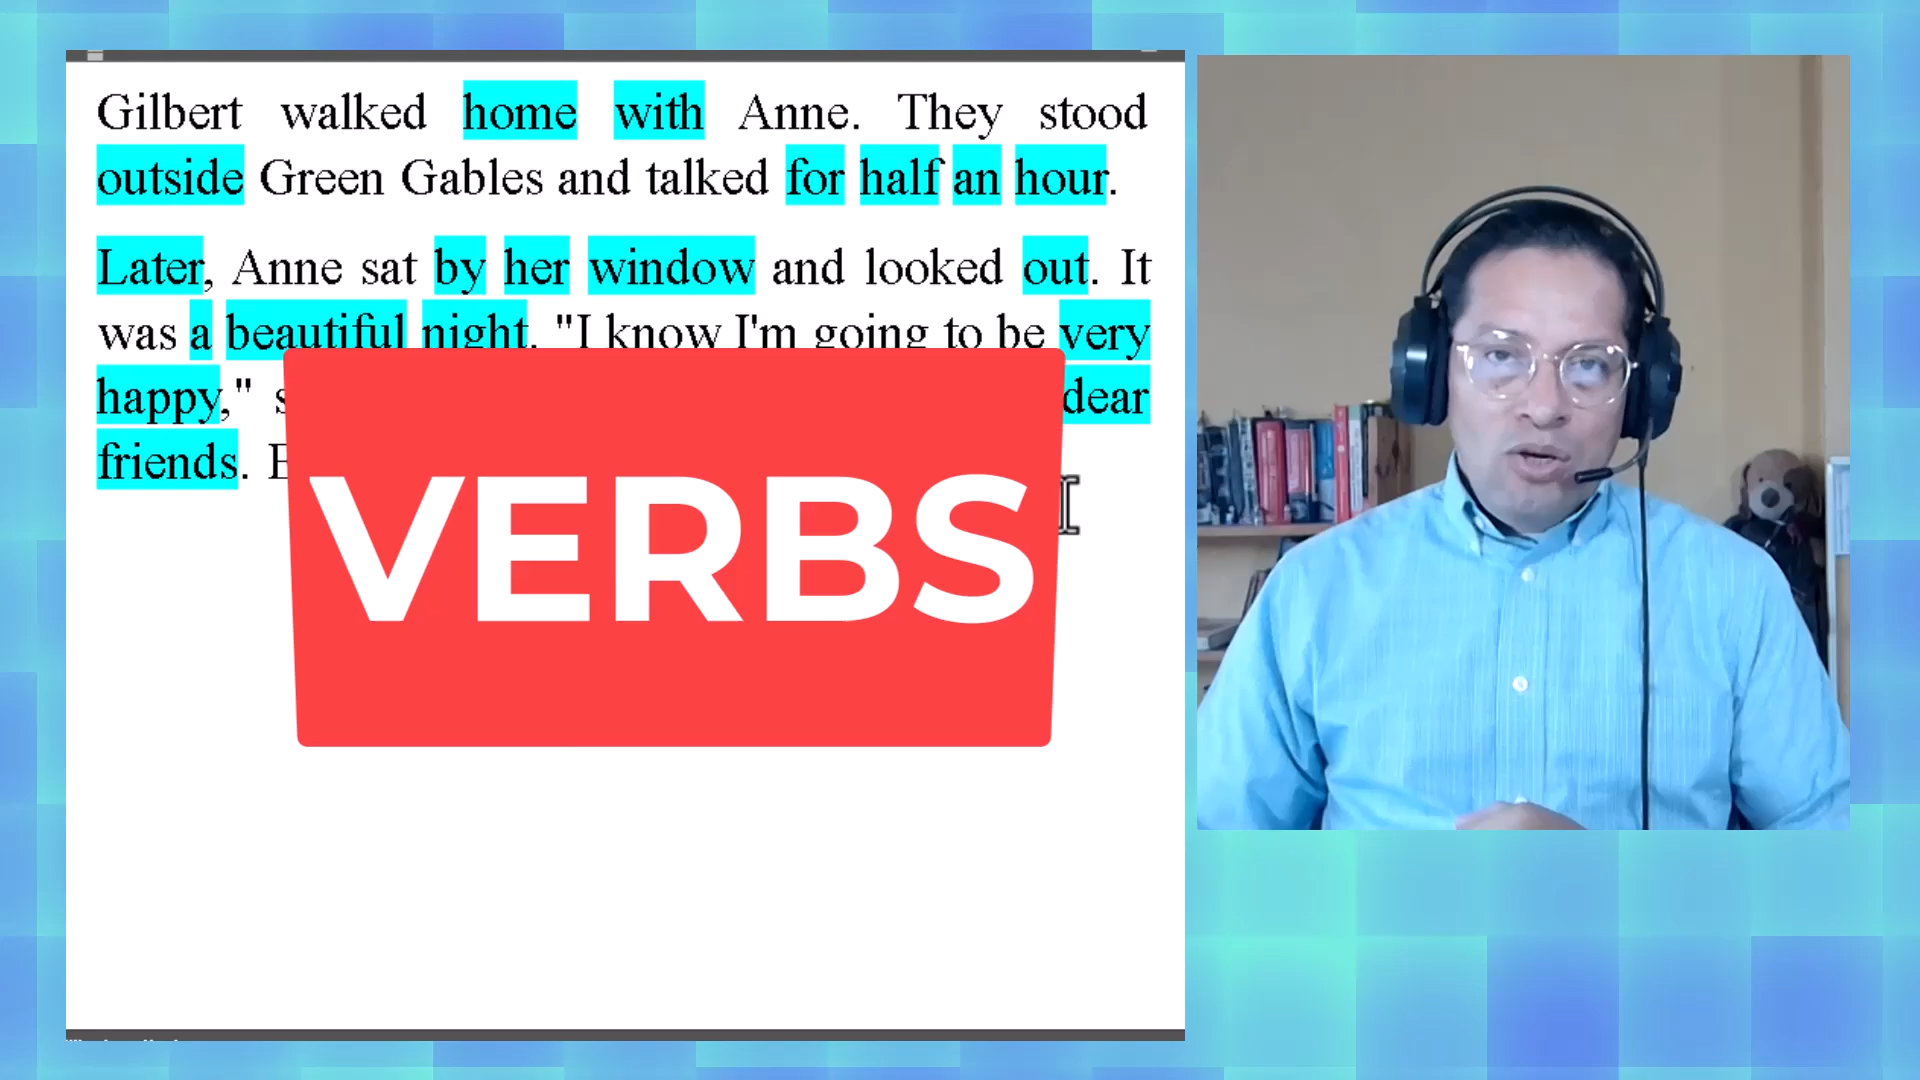 Gilbert walked home with Anne. They stood
outside Green Gables and talked for half an hour.
Later, Anne sat by her window and looked out. It
was a beautiful night. "I know I'm going to be very
happy," dear
friends.
VERBS